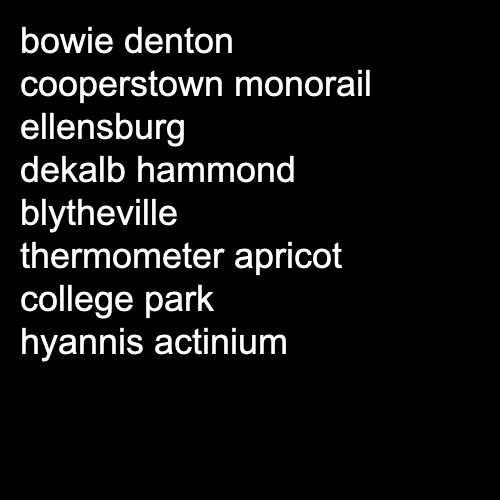 bowie denton
cooperstown monorail
ellensburg
dekalb hammond
blytheville
thermometer apricot
college park
hyannis actinium